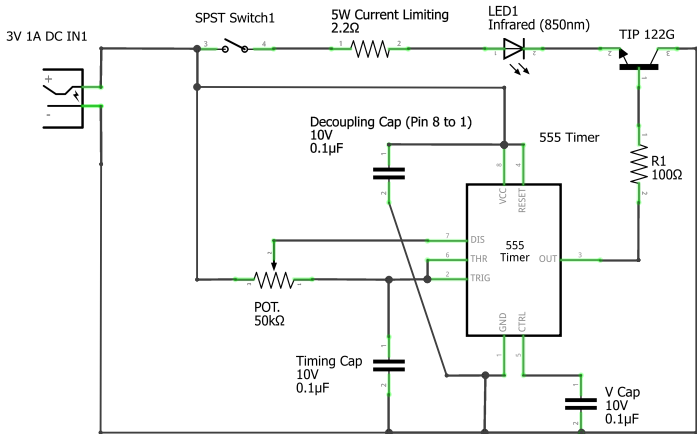 SPST Switch1
5W Current Limiting
2.2Ω
LED1
Infrared (850nm)
TIP 122G
3V 1A DC IN1
+
-
3
4
1
2
1
2
2
3
1
Decoupling Cap (Pin 8 to 1)
10V
0.1µF
1
2
555 Timer
8
4
VCC
RESET
1
R1
100Ω
2
7
DIS
6
THR
2
TRIG
555
Timer
OUT
3
2
3
1
POT.
50kΩ
GND
CTRL
1
5
Timing Cap
10V
0.1µF
1
2
V Cap
10V
0.1µF
1
2